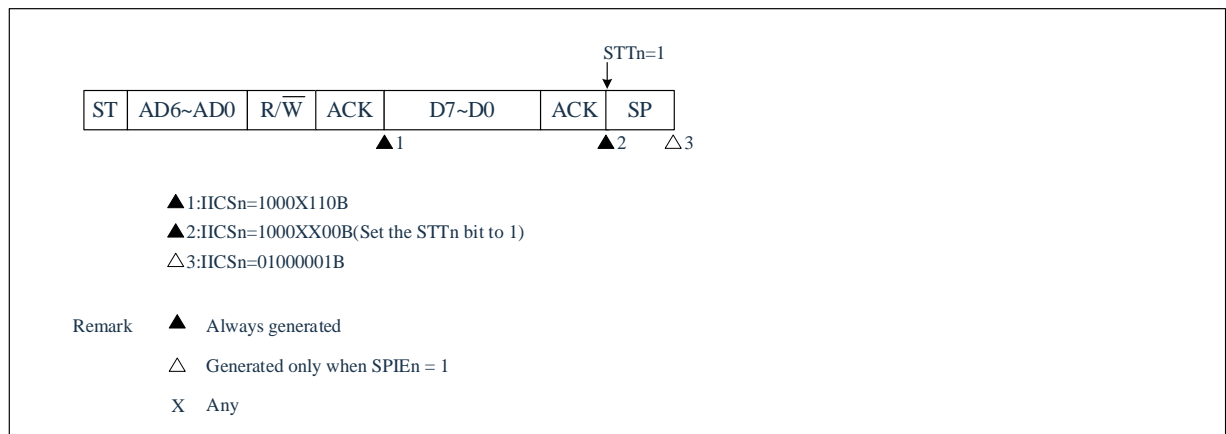 STTn=1
ST AD6~AD0 R/W̅ ACK D7~D0 ACK SP
▲1 ▲2 △3
▲1:IICSn=1000X110B
▲2:IICSn=1000XX00B(Set the STTn bit to 1)
△3:IICSn=01000001B
Remark ▲ Always generated
△ Generated only when SPIEn = 1
X Any